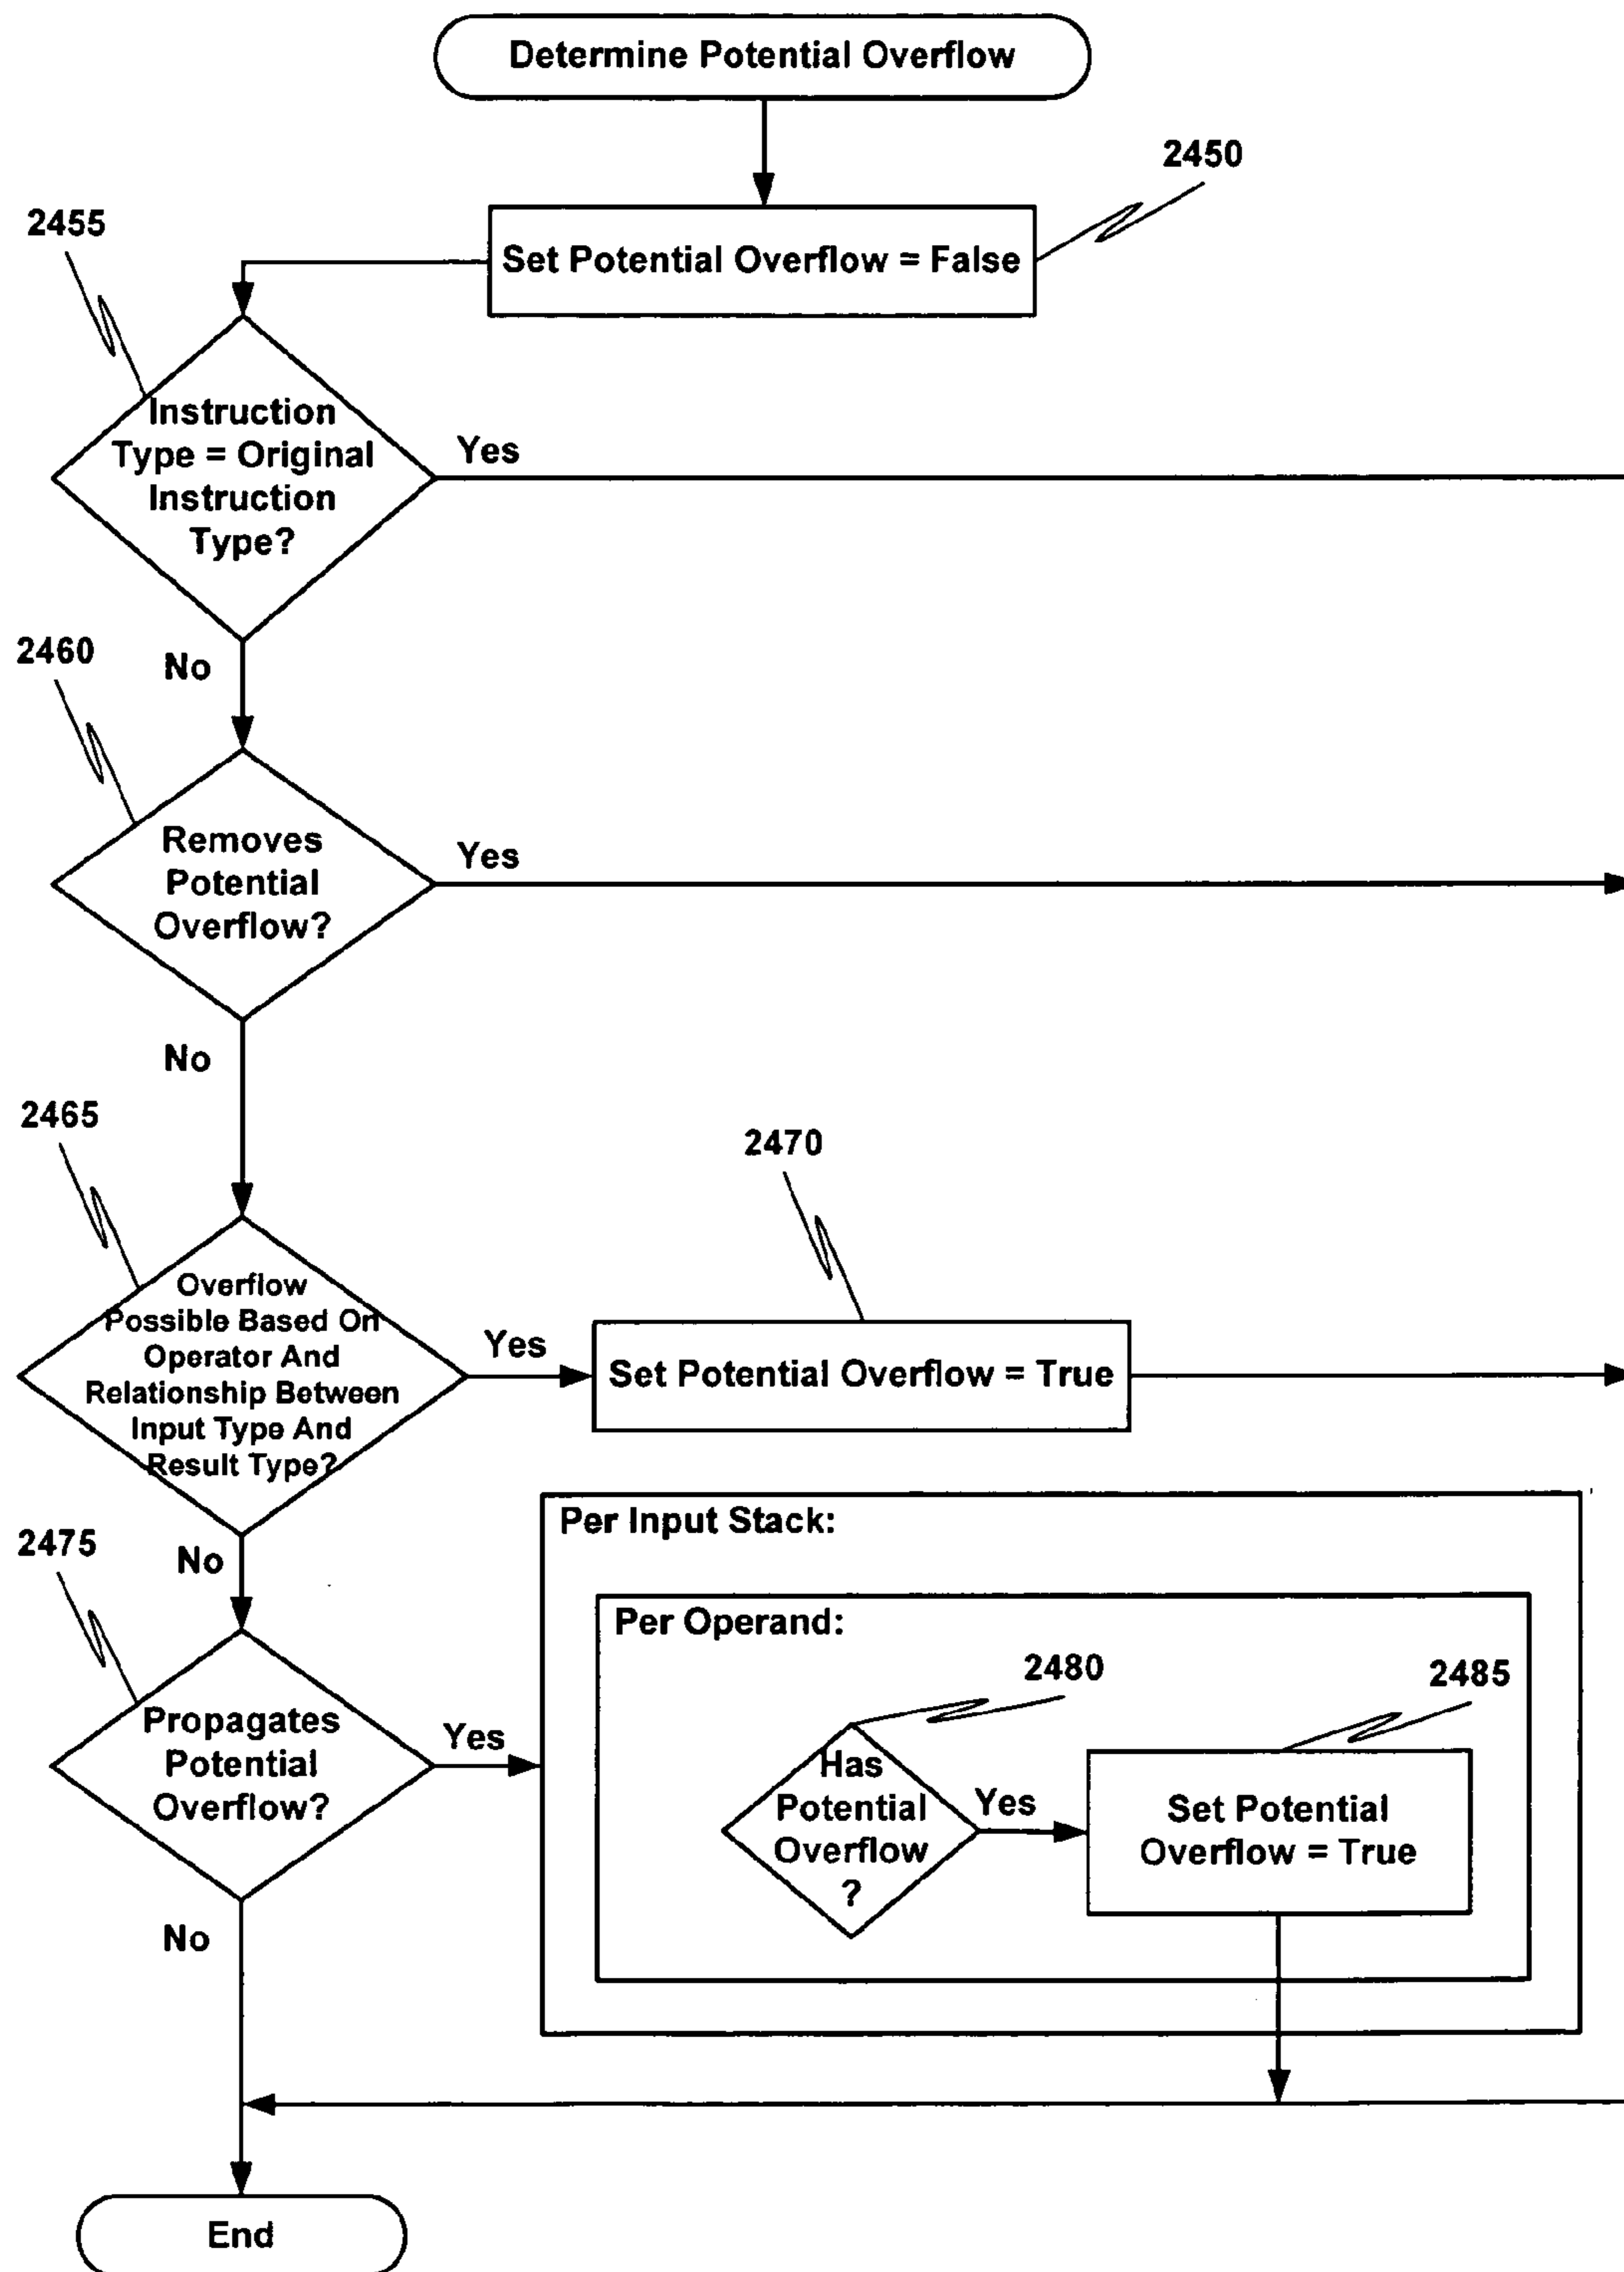 Determine Potential Overflow
2450
Set Potential Overflow = False
2455
Instruction
Type = Original
Instruction
Type?
Yes
No
2460
Removes
Potential
Overflow?
Yes
No
2465
Overflow
Possible Based On
Operator And
Relationship Between
Input Type And
Result Type?
Yes
2470
Set Potential Overflow = True
No
2475
Propagates
Potential
Overflow?
Yes
Per Input Stack:
Per Operand:
2480
Has
Potential
Overflow
?
Yes
2485
Set Potential
Overflow = True
No
End